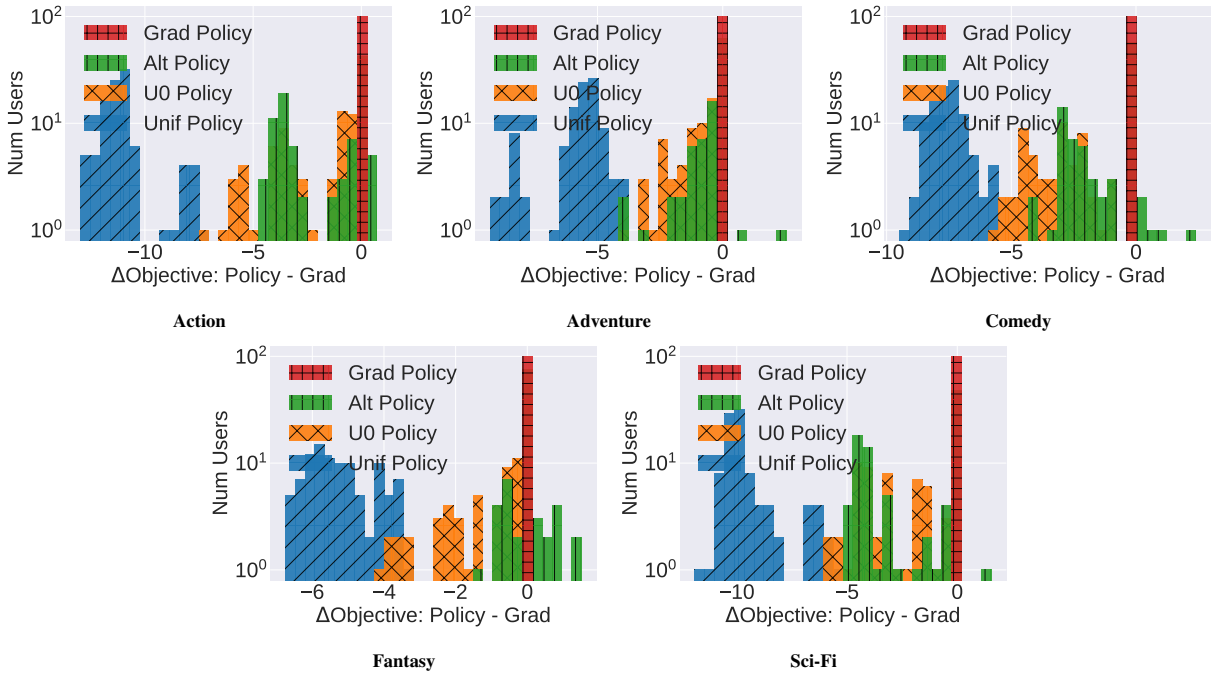 10²
10¹
10⁰
Num Users
Grad Policy
Alt Policy
U0 Policy
Unif Policy
−10
−5
0
ΔObjective: Policy - Grad
Action
10²
10¹
10⁰
Num Users
Grad Policy
Alt Policy
U0 Policy
Unif Policy
−5
0
ΔObjective: Policy - Grad
Adventure
10²
10¹
10⁰
Num Users
Grad Policy
Alt Policy
U0 Policy
Unif Policy
−10
−5
0
ΔObjective: Policy - Grad
Comedy
10²
10¹
10⁰
Num Users
Grad Policy
Alt Policy
U0 Policy
Unif Policy
−6
−4
−2
0
ΔObjective: Policy - Grad
Fantasy
10²
10¹
10⁰
Num Users
Grad Policy
Alt Policy
U0 Policy
Unif Policy
−10
−5
0
ΔObjective: Policy - Grad
Sci-Fi